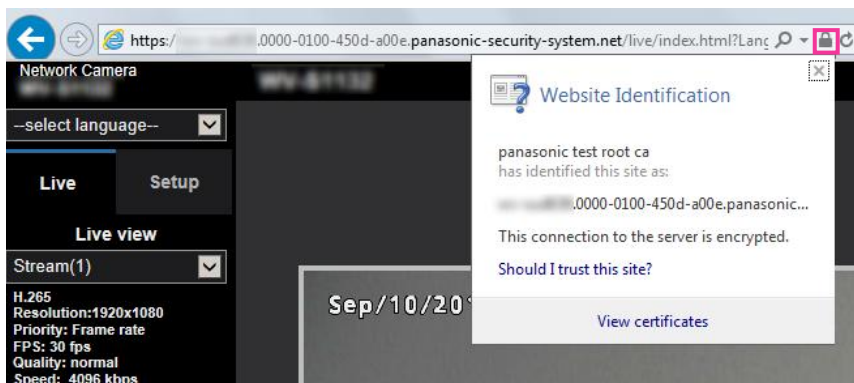 https:/ .0000-0100-450d-a00e.panasonic-security-system.net/live/index.html?Lang
Network Camera
--select language--
Live Setup
Live view
Stream(1)
H.265
Resolution:1920x1080
Priority: Frame rate
FPS: 30 fps
Quality: normal
Speed: 4096 kbps
Sep/10/201
Website Identification
panasonic test root ca
has identified this site as:
.0000-0100-450d-a00e.panasonic...
This connection to the server is encrypted.
Should I trust this site?
View certificates